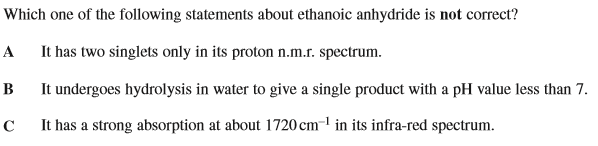 Which one of the following statements about ethanoic anhydride is not correct?
A It has two singlets only in its proton n.m.r. spectrum.
B It undergoes hydrolysis in water to give a single product with a pH value less than 7.
C It has a strong absorption at about 1720 cm⁻¹ in its infra-red spectrum.